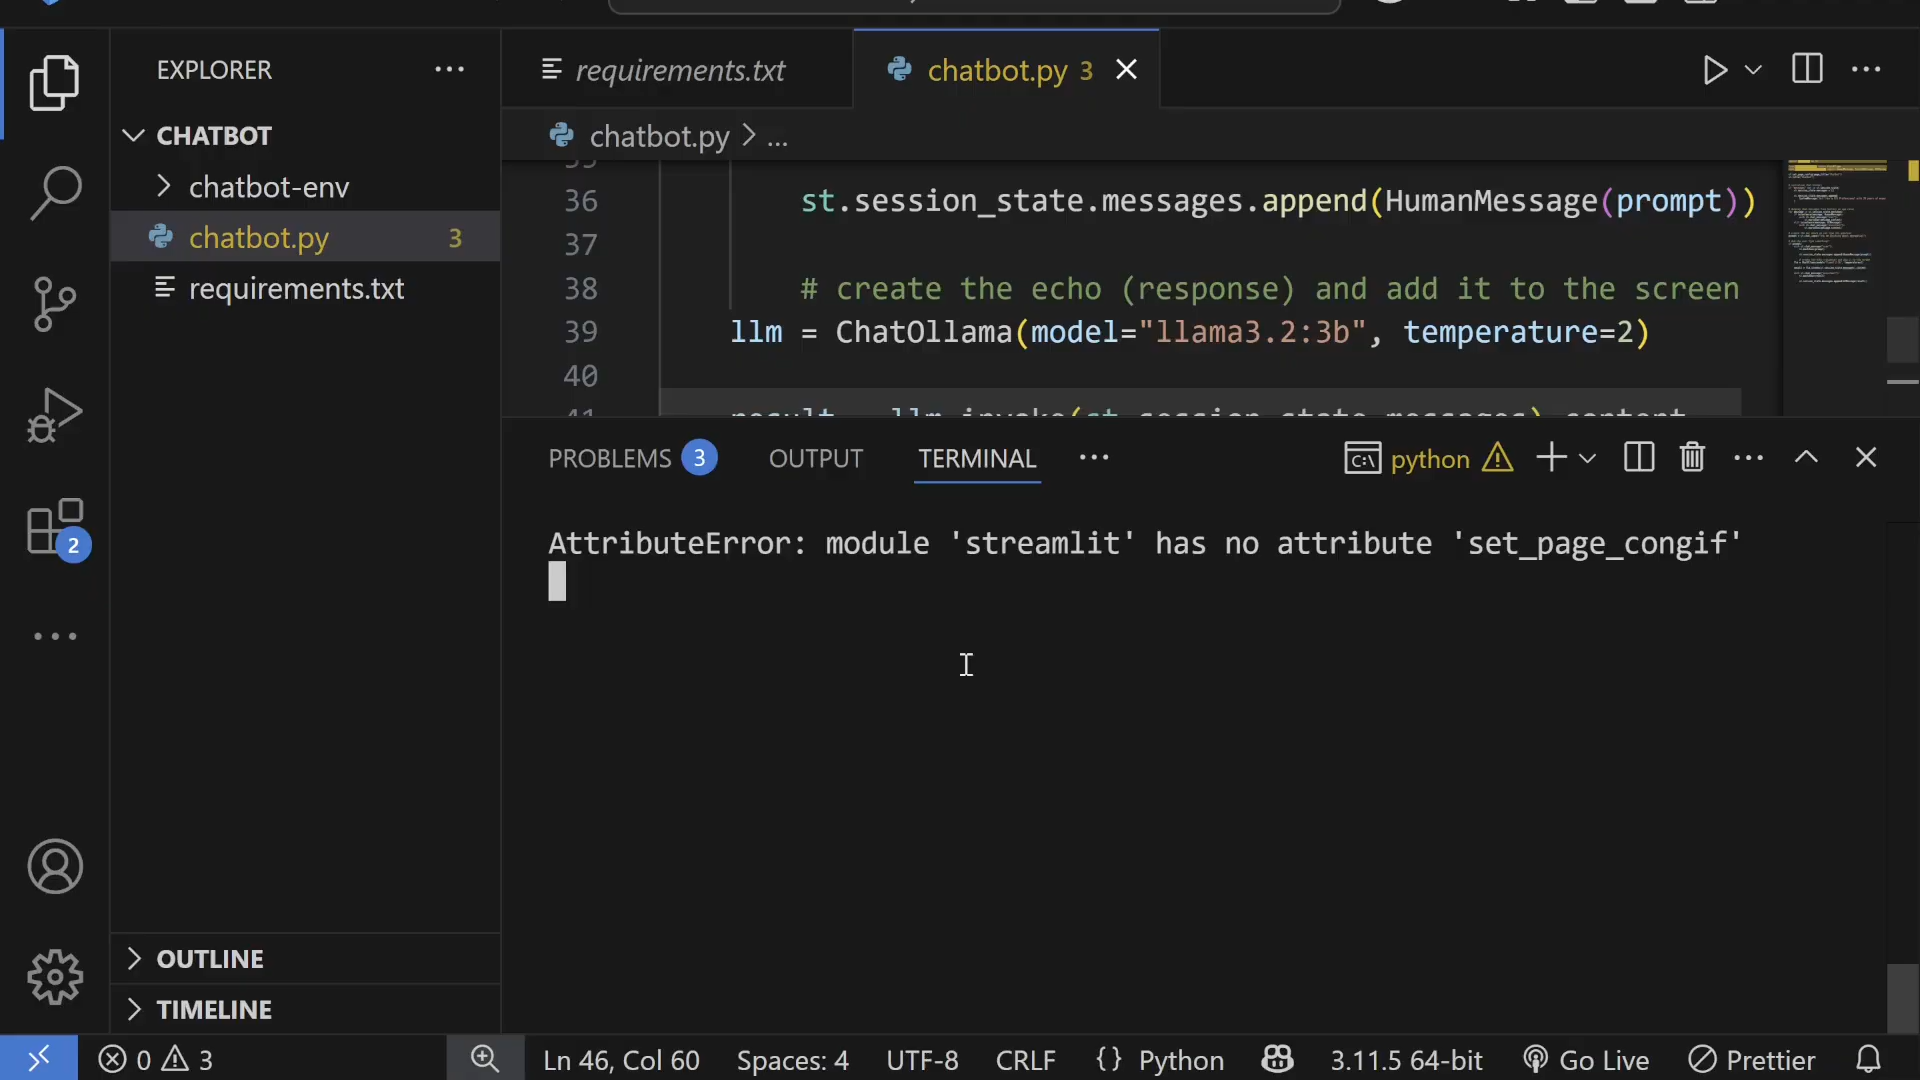 EXPLORER
CHATBOT
chatbot-env
chatbot.py 3
requirements.txt
OUTLINE
TIMELINE
2
requirements.txt
chatbot.py 3
chatbot.py > ...
36 st.session_state.messages.append(HumanMessage(prompt))
37
38 # create the echo (response) and add it to the screen
39 llm = ChatOllama(model="llama3.2:3b", temperature=2)
40
PROBLEMS 3 OUTPUT TERMINAL
python
AttributeError: module 'streamlit' has no attribute 'set_page_congif'
0 3 Ln 46, Col 60 Spaces: 4 UTF-8 CRLF {} Python 3.11.5 64-bit Go Live Prettier